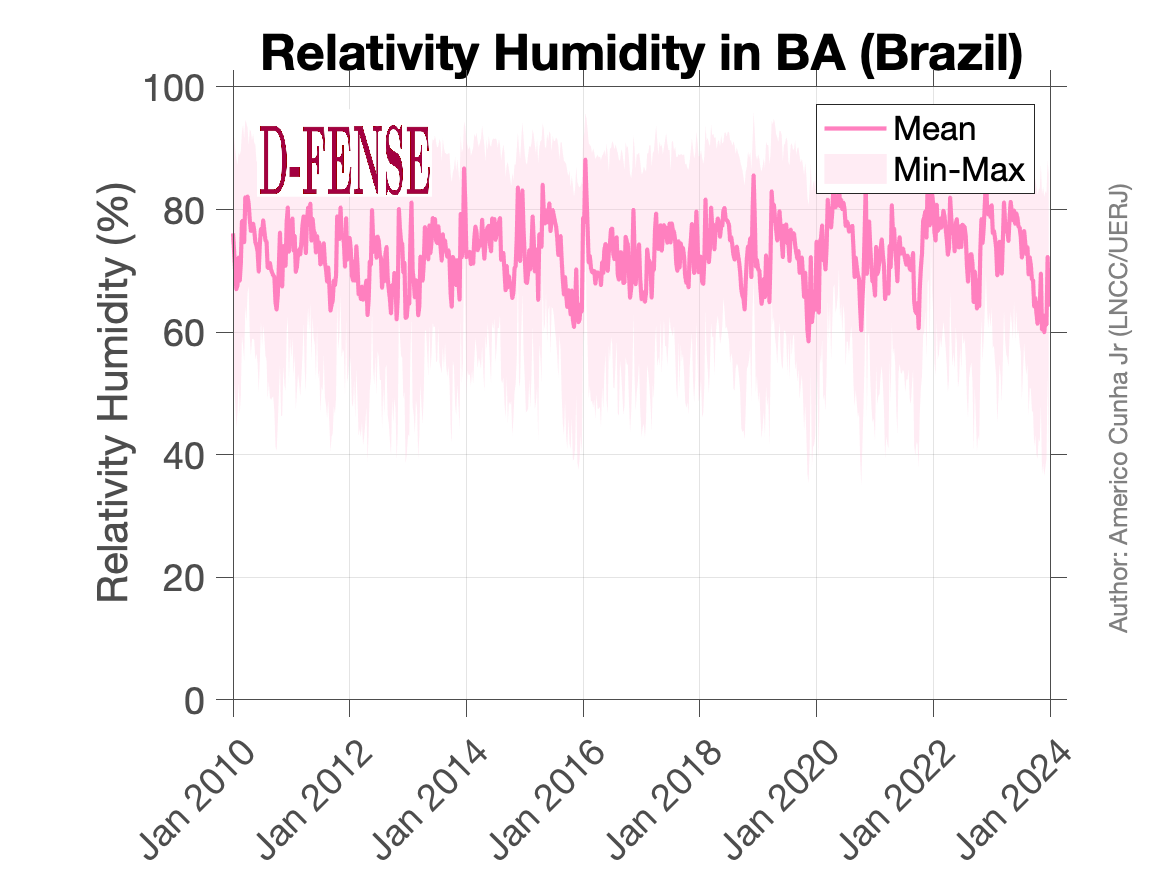 Relativity Humidity in BA (Brazil)
D-FENSE
Mean
Min-Max
Relativity Humidity (%)
100
80
60
40
20
0
Jan 2010
Jan 2012
Jan 2014
Jan 2016
Jan 2018
Jan 2020
Jan 2022
Jan 2024
Author: Americo Cunha Jr (LNCC/UERJ)